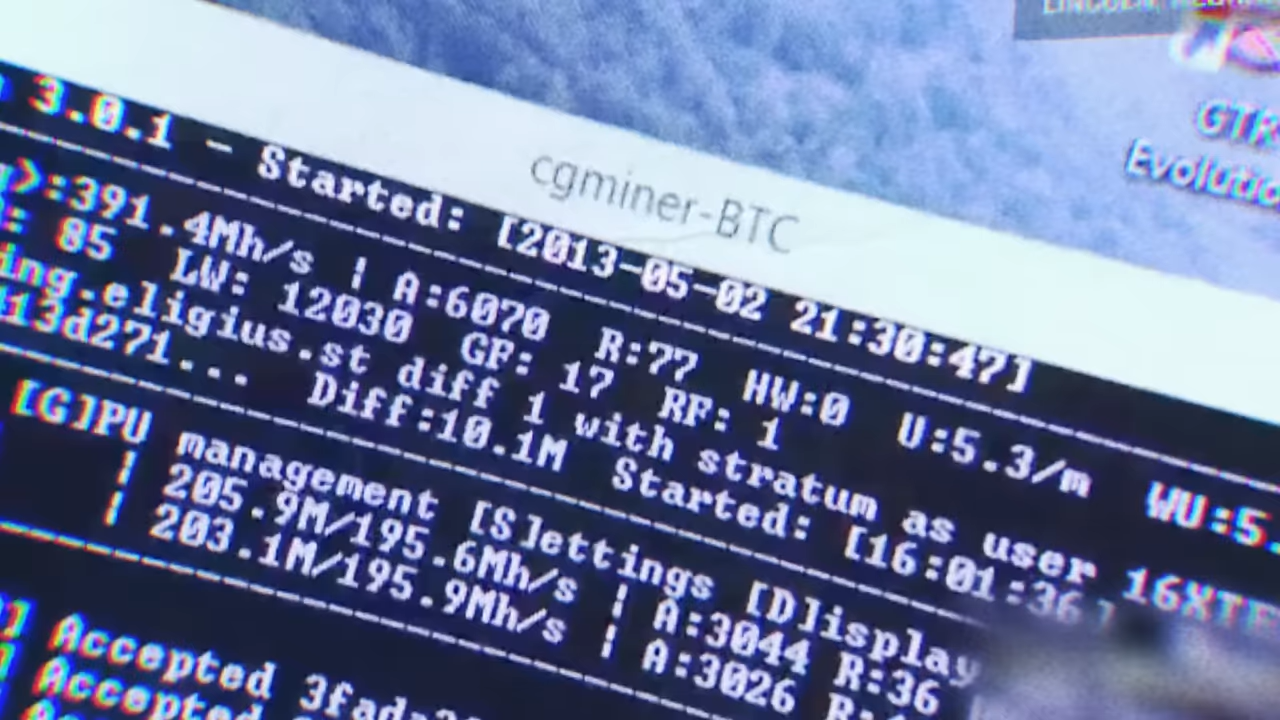 GTR
Evolutio
cgminer-BTC
3.0.1 - Started: [2013-05-02 21:30:47]
g>:391.4Mh/s | A:6070 R:77 HW:0 U:5.3/m WU:5.
: 85 LW: 12030 GF: 17 RF: 1
ing.eligius.st diff 1 with stratum as user 16XTF
13d271... Diff:10.1M Started: [16:01:36]
[G]PU management [S]ettings [D]isplay
| 205.9M/195.6Mh/s | A:3044 R:36
| 203.1M/195.9Mh/s | A:3026 R:
] Accepted 3fad
] Accepted